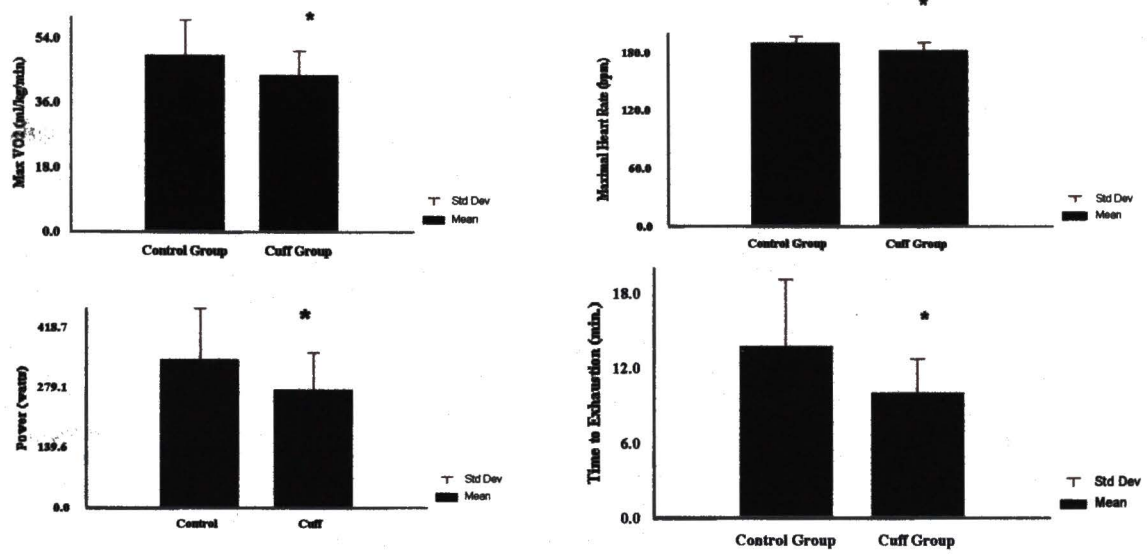 *
54.0
36.0
18.0
0.0
Max VO2 (ml/kg/min)
Control Group
Cuff Group
Std Dev
Mean
*
180.0
120.0
60.0
0.0
Maximal Heart Rate (bpm)
Control Group
Cuff Group
Std Dev
Mean
*
418.7
279.1
139.6
0.0
Power (watts)
Control
Cuff
Std Dev
Mean
*
18.0
12.0
6.0
0.0
Time to Exhaustion (min.)
Control Group
Cuff Group
Std Dev
Mean